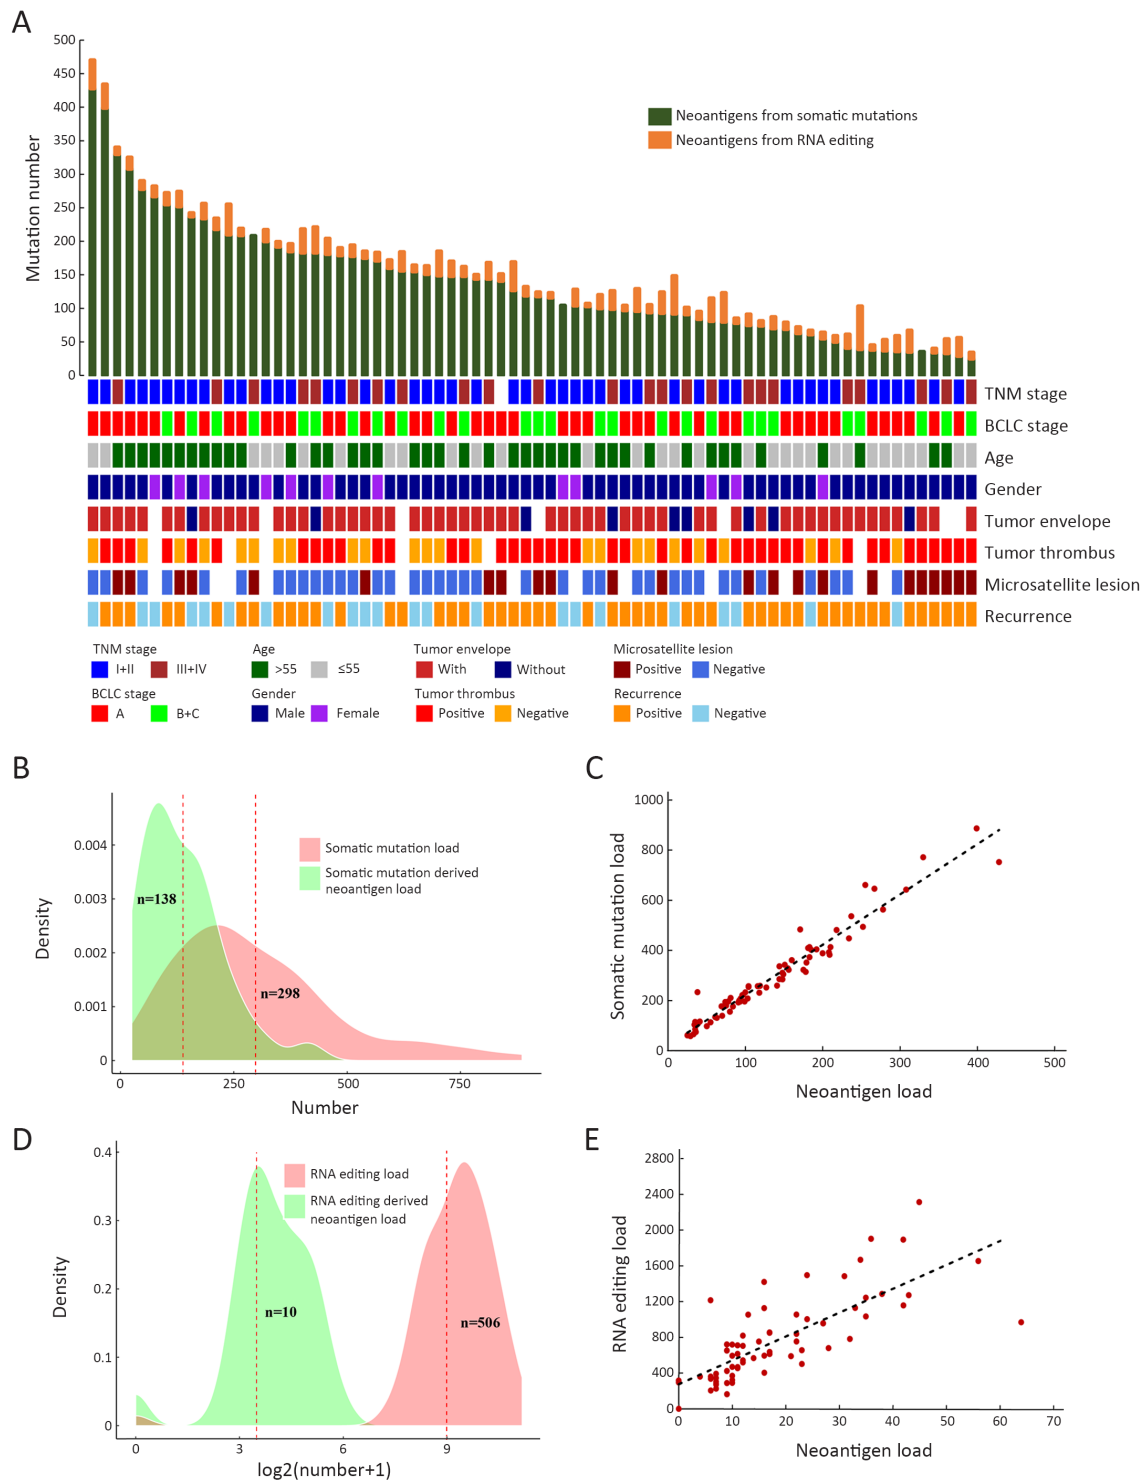 A
500
450
400
350
300
250
200
150
100
50
0
Mutation number
Neoantigens from somatic mutations
Neoantigens from RNA editing
TNM stage
BCLC stage
Age
Gender
Tumor envelope
Tumor thrombus
Microsatellite lesion
Recurrence
TNM stage
I+II III+IV
Age
>55 ≤55
Tumor envelope
With Without
Microsatellite lesion
Positive Negative
BCLC stage
A B+C
Gender
Male Female
Tumor thrombus
Positive Negative
Recurrence
Positive Negative
B
0.004
0.003
0.002
0.001
0
Density
n=138
n=298
Somatic mutation load
Somatic mutation derived
neoantigen load
0 250 500 750
Number
C
1000
800
600
400
200
0
Somatic mutation load
0 100 200 300 400 500
Neoantigen load
D
0.4
0.3
0.2
0.1
0
Density
RNA editing load
RNA editing derived
neoantigen load
n=10
n=506
0 3 6 9
log2(number+1)
E
2800
2400
2000
1600
1200
800
400
0
RNA editing load
0 10 20 30 40 50 60 70
Neoantigen load